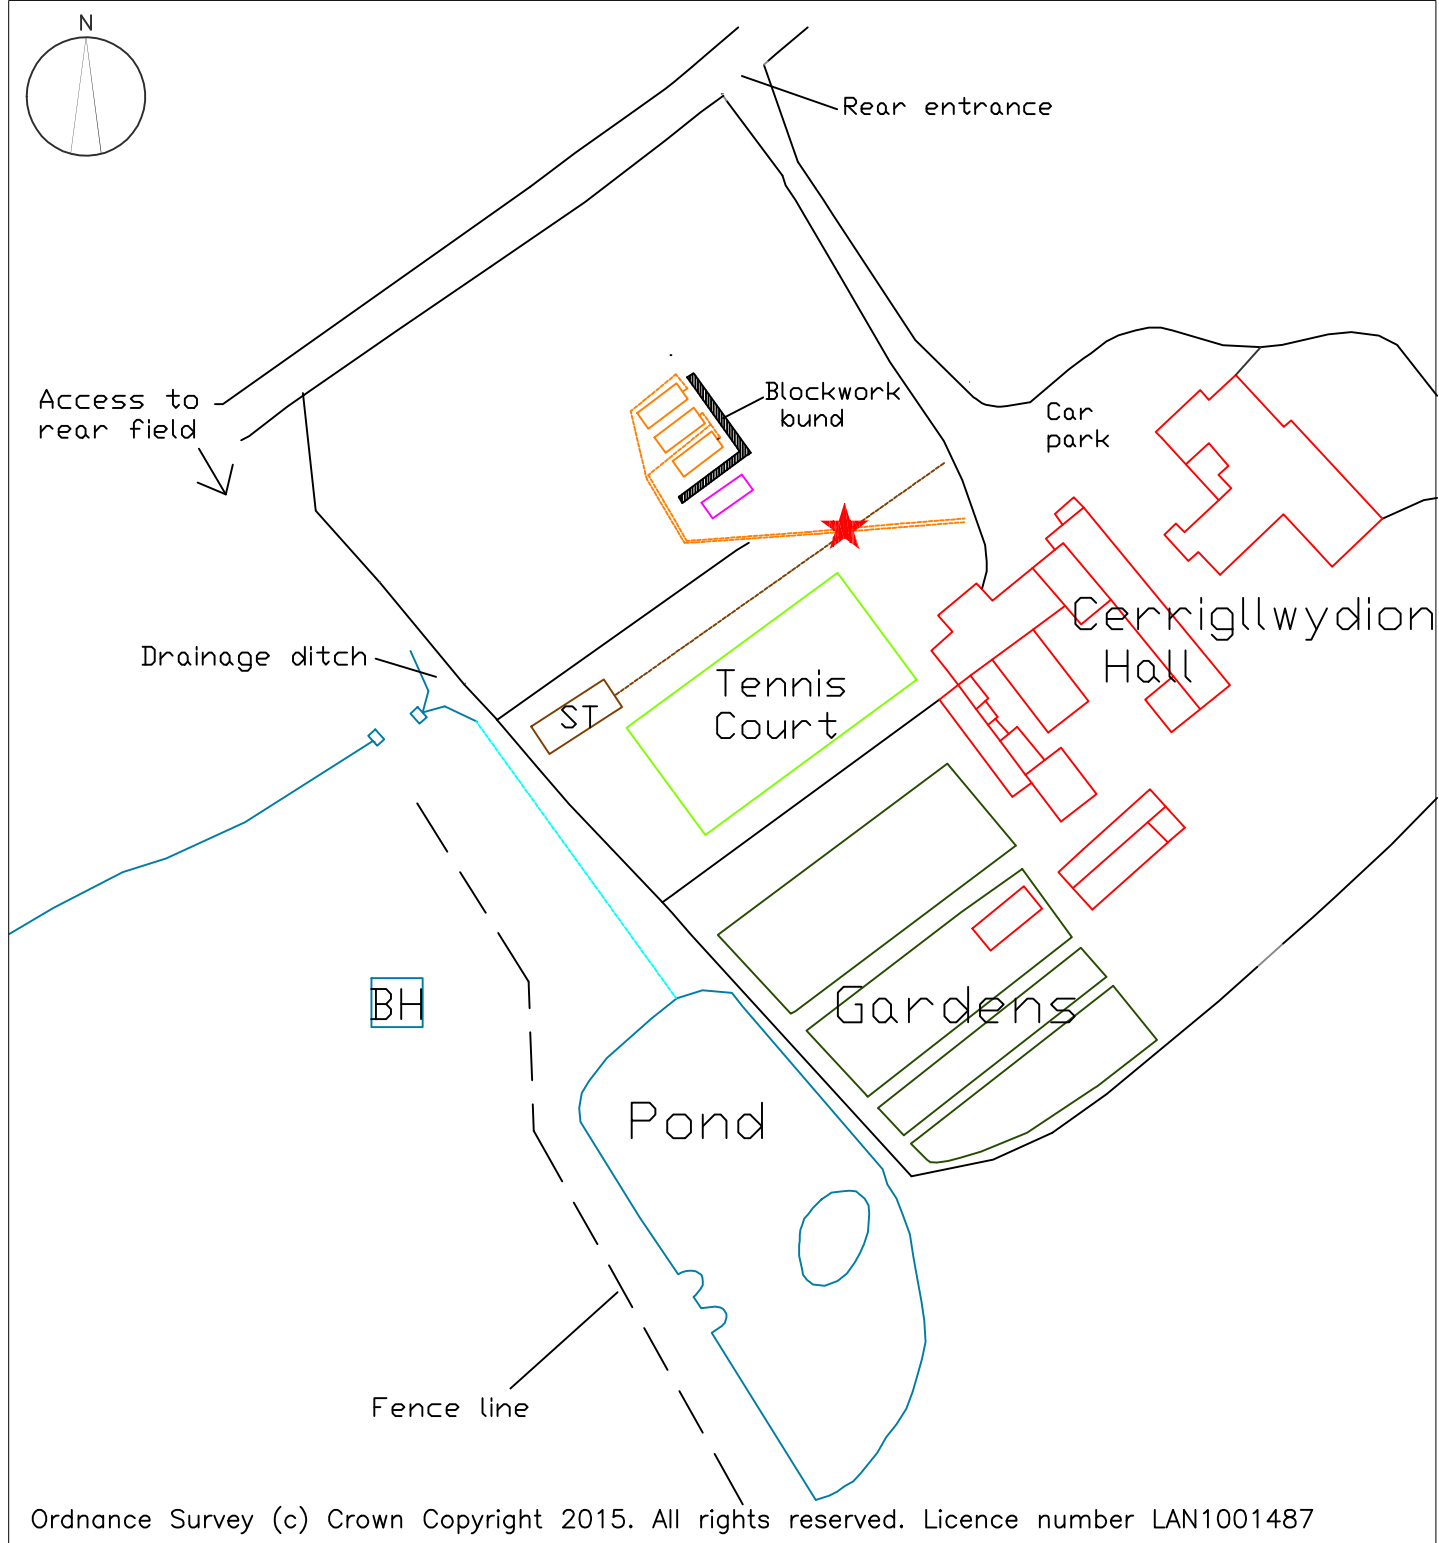 N
Rear entrance
Access to
rear field
Blockwork
bund
Car
park
Cerrigllwydion
Hall
Drainage ditch
Tennis
Court
ST
BH
Gardens
Pond
Fence line
Ordnance Survey (c) Crown Copyright 2015. All rights reserved. Licence number LAN1001487